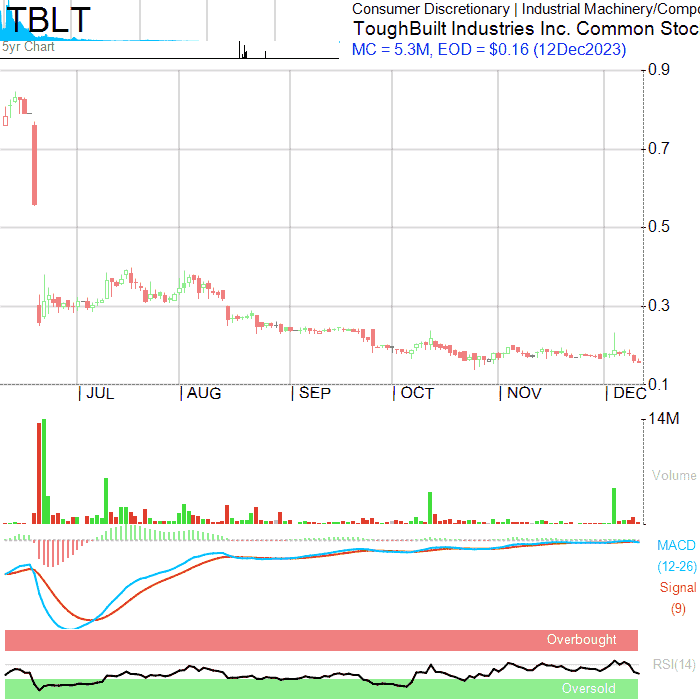 TBLT
5yr Chart
Consumer Discretionary | Industrial Machinery/Compo
ToughBuilt Industries Inc. Common Stoc
MC = 5.3M, EOD = $0.16 (12Dec2023)
0.9
0.7
0.5
0.3
0.1
JUL AUG SEP OCT NOV DEC
14M
Volume
MACD
(12-26)
Signal
(9)
Overbought
RSI(14)
Oversold